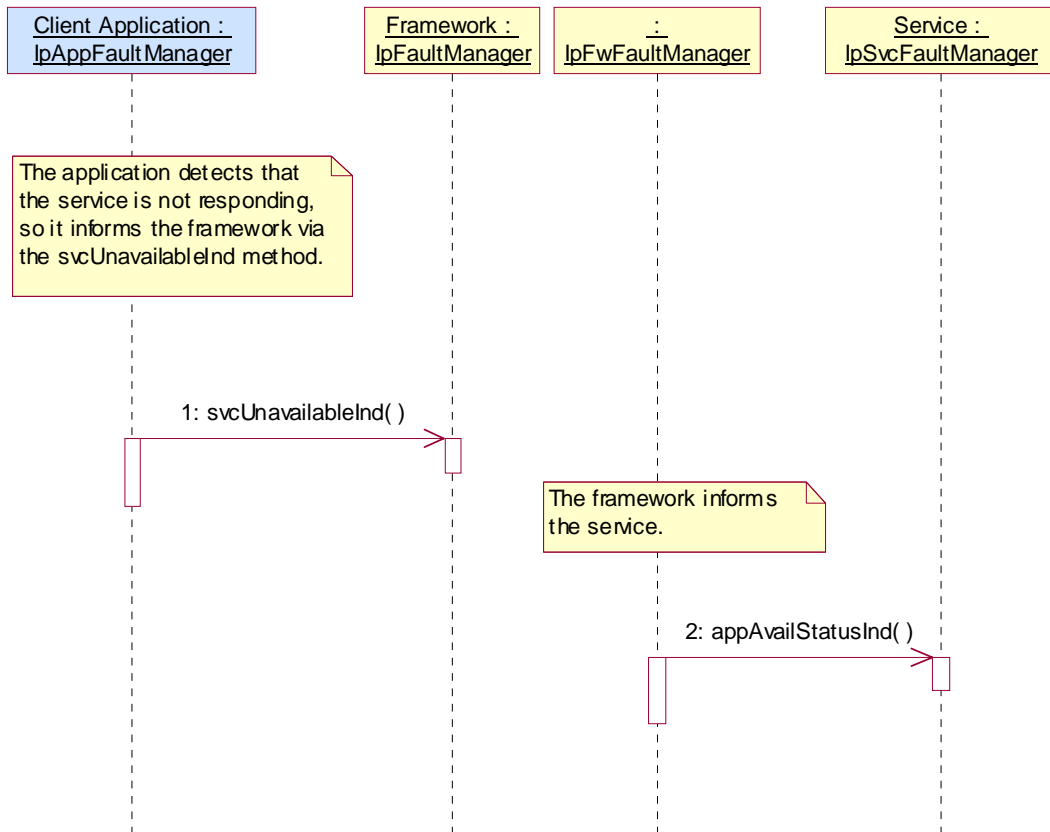 Client Application :
IpAppFaultManager
Framework :
IpFaultManager
:
IpFwFaultManager
Service :
IpSvcFaultManager
The application detects that
the service is not responding,
so it informs the framework via
the svcUnavailableInd method.
1: svcUnavailableInd( )
The framework informs
the service.
2: appAvailStatusInd( )